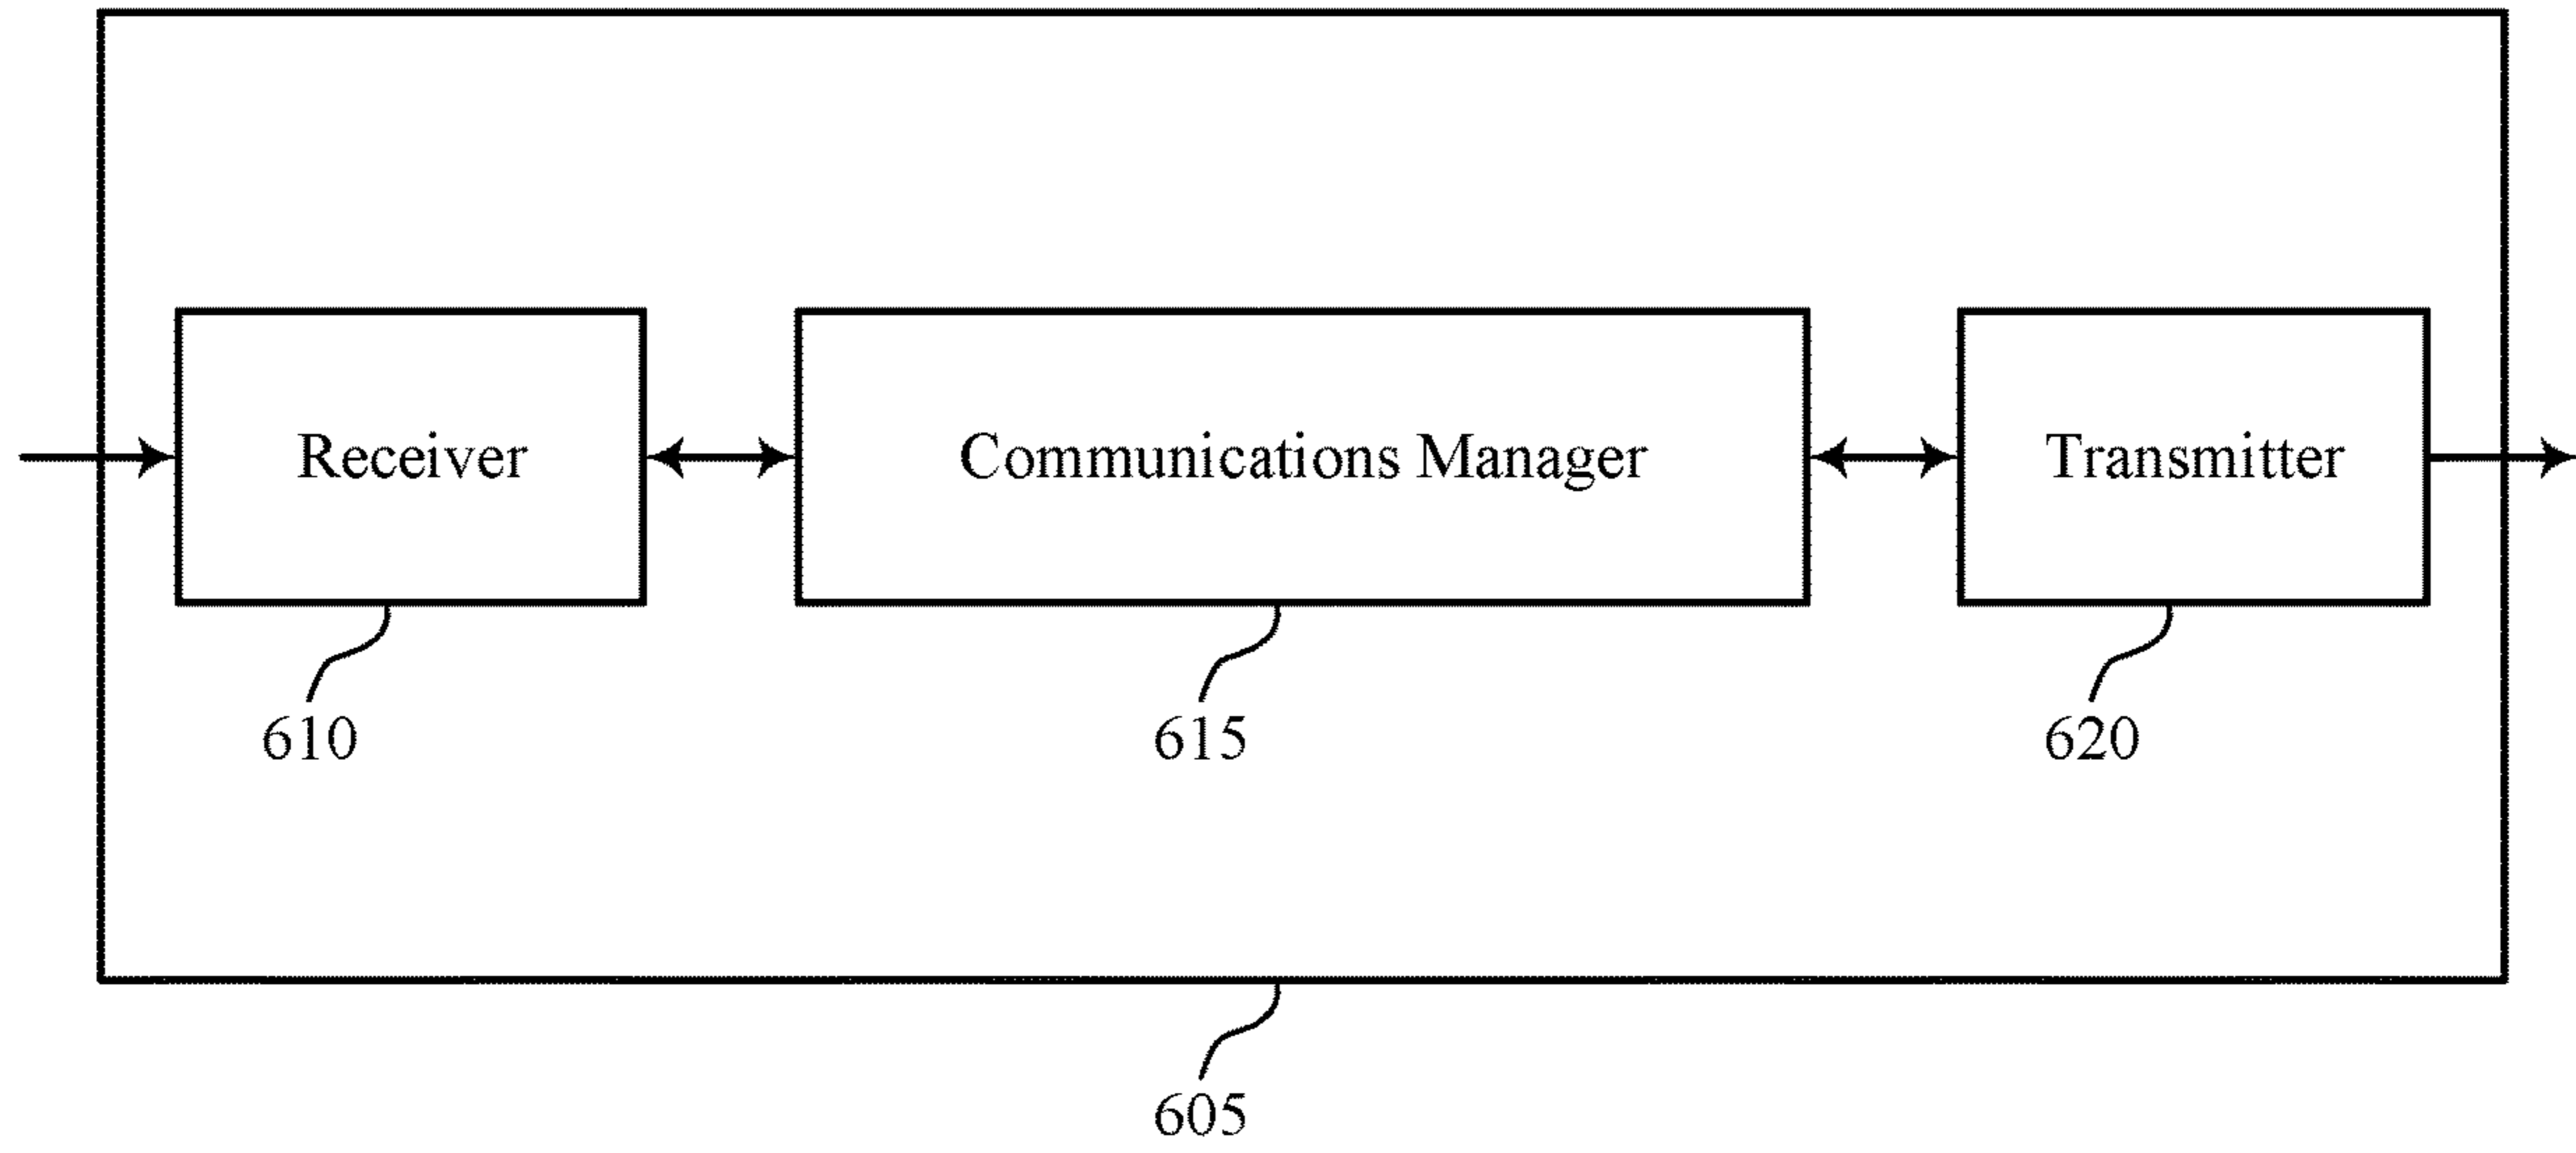 Receiver
Communications Manager
Transmitter
610
615
620
605